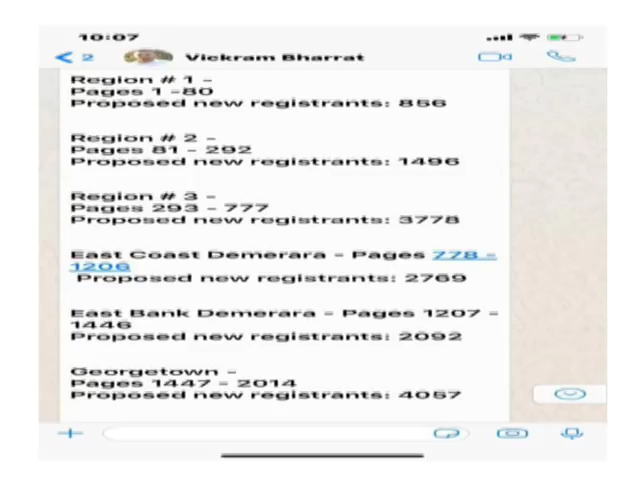 10:07
2 Vickram Bharrat
Region # 1 -
Pages 1 -80
Proposed new registrants: 856
Region # 2 -
Pages 81 - 292
Proposed new registrants: 1496
Region # 3 -
Pages 293 - 777
Proposed new registrants: 3778
East Coast Demerara - Pages 778 -
1206
Proposed new registrants: 2769
East Bank Demerara - Pages 1207 -
1446
Proposed new registrants: 2092
Georgetown -
Pages 1447 - 2014
Proposed new registrants: 4057